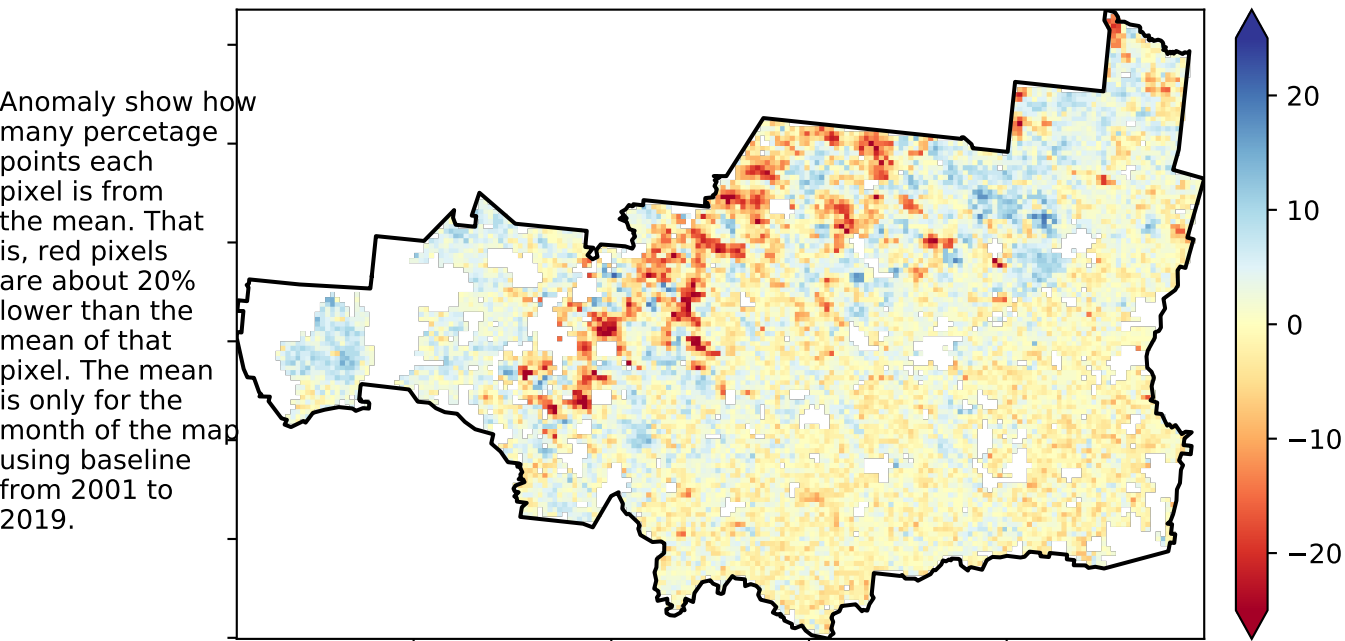 Anomaly show how
many percetage
points each
pixel is from
the mean. That
is, red pixels
are about 20%
lower than the
mean of that
pixel. The mean
is only for the
month of the map
using baseline
from 2001 to
2019.
20
10
0
−10
−20